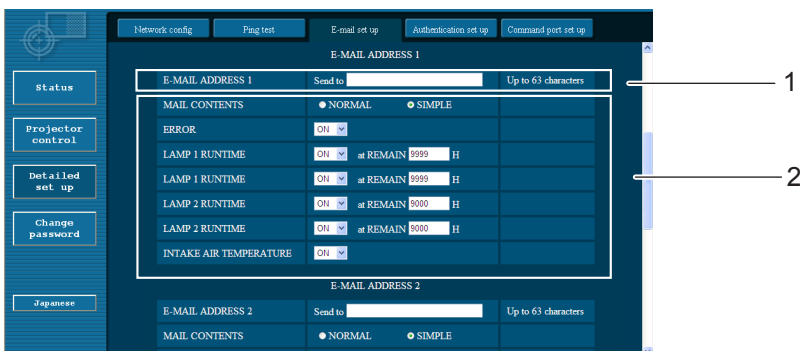 Network config Ping test E-mail set up Authentication set up Command port set up
E-MAIL ADDRESS 1
E-MAIL ADDRESS 1 Send to Up to 63 characters 1
MAIL CONTENTS NORMAL SIMPLE
ERROR ON
LAMP 1 RUNTIME ON at REMAIN 9999 H
LAMP 1 RUNTIME ON at REMAIN 9999 H 2
LAMP 2 RUNTIME ON at REMAIN 9000 H
LAMP 2 RUNTIME ON at REMAIN 9000 H
INTAKE AIR TEMPERATURE ON
E-MAIL ADDRESS 2
E-MAIL ADDRESS 2 Send to Up to 63 characters
MAIL CONTENTS NORMAL SIMPLE
Status
Projector
control
Detailed
set up
Change
password
Japanese